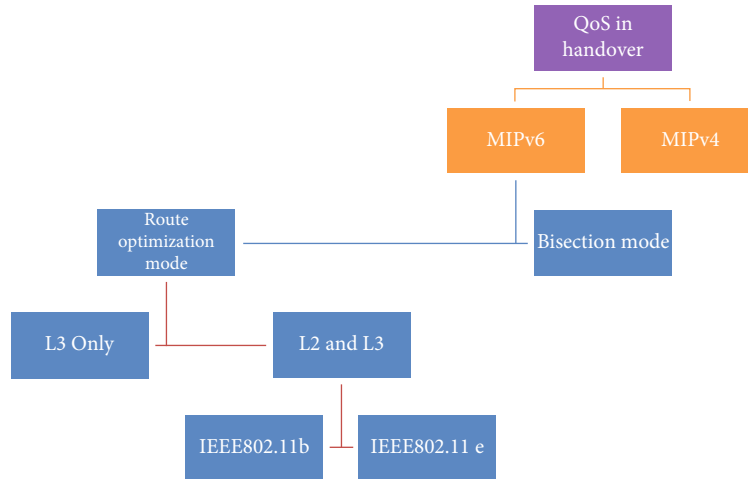 QoS in
handover
MIPv6
MIPv4
Route
optimization
mode
Bisection mode
L3 Only
L2 and L3
IEEE802.11b
IEEE802.11 e